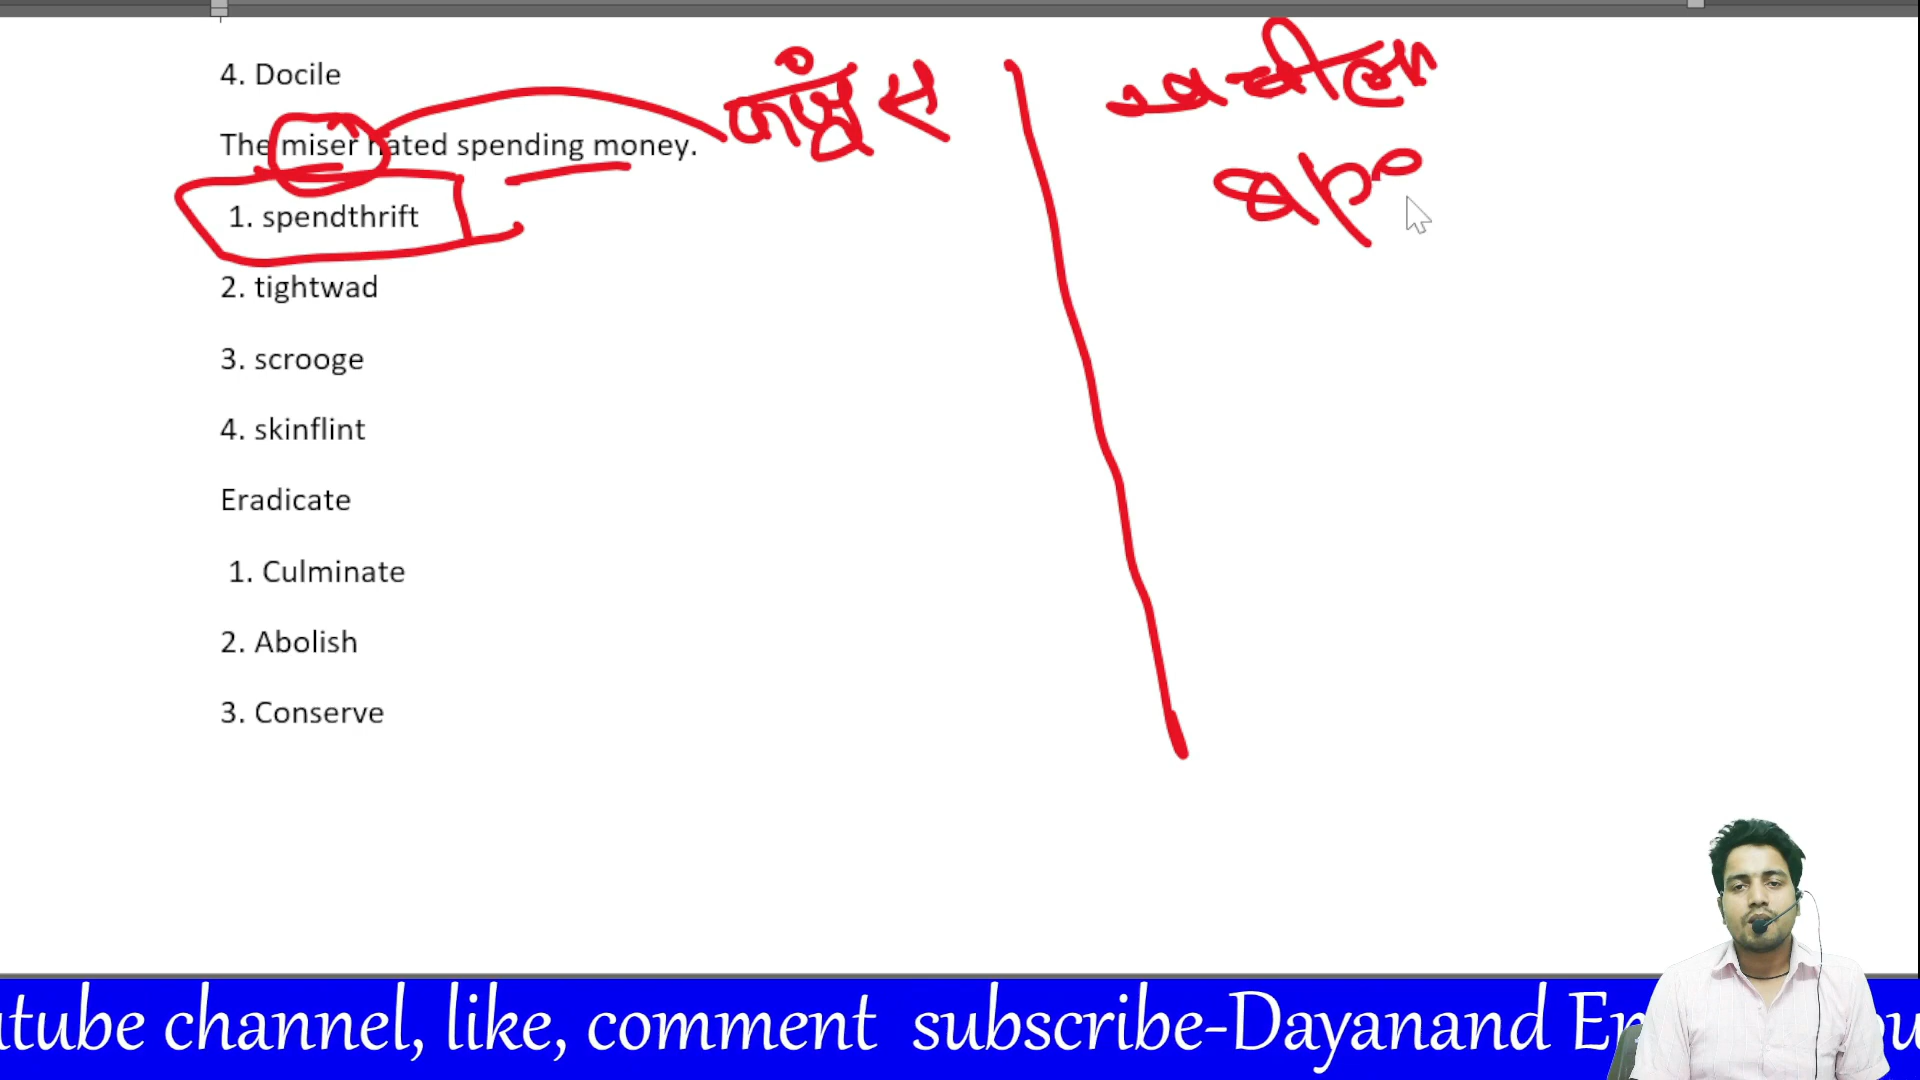 4. Docile
The miser hated spending money.
कंजूस
खर्चीला
1. spendthrift
2. tightwad
3. scrooge
4. skinflint
Eradicate
1. Culminate
2. Abolish
3. Conserve
utube channel, like, comment subscribe-Dayanand En